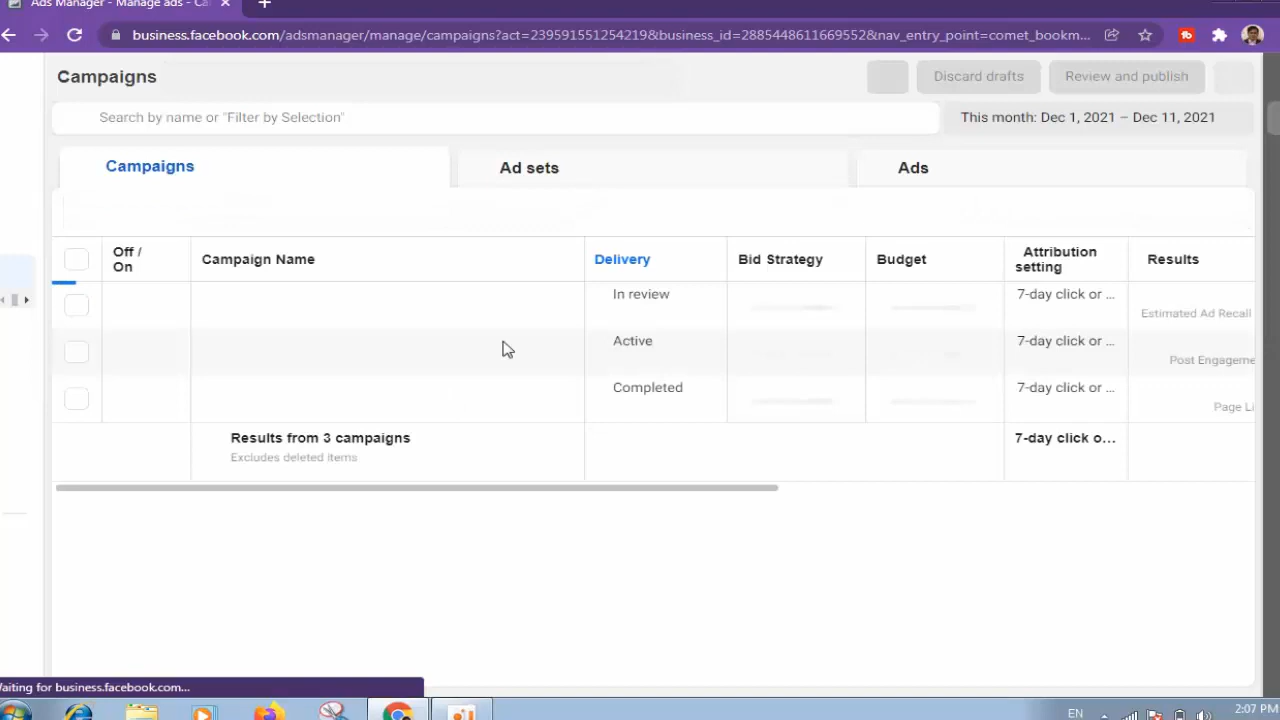 Ads Manager - Manage ads - Ca
business.facebook.com/adsmanager/manage/campaigns?act=239591551254219&business_id=2885448611669552&nav_entry_point=comet_bookm...
Campaigns
Discard drafts
Review and publish
Search by name or "Filter by Selection"
This month: Dec 1, 2021 – Dec 11, 2021
Campaigns
Ad sets
Ads
Off / On
Campaign Name
Delivery
Bid Strategy
Budget
Attribution setting
Results
In review
7-day click or ...
Estimated Ad Recall
Active
7-day click or ...
Post Engageme
Completed
7-day click or ...
Page Li
Results from 3 campaigns
7-day click o...
Excludes deleted items
Waiting for business.facebook.com...
EN
2:07 PM